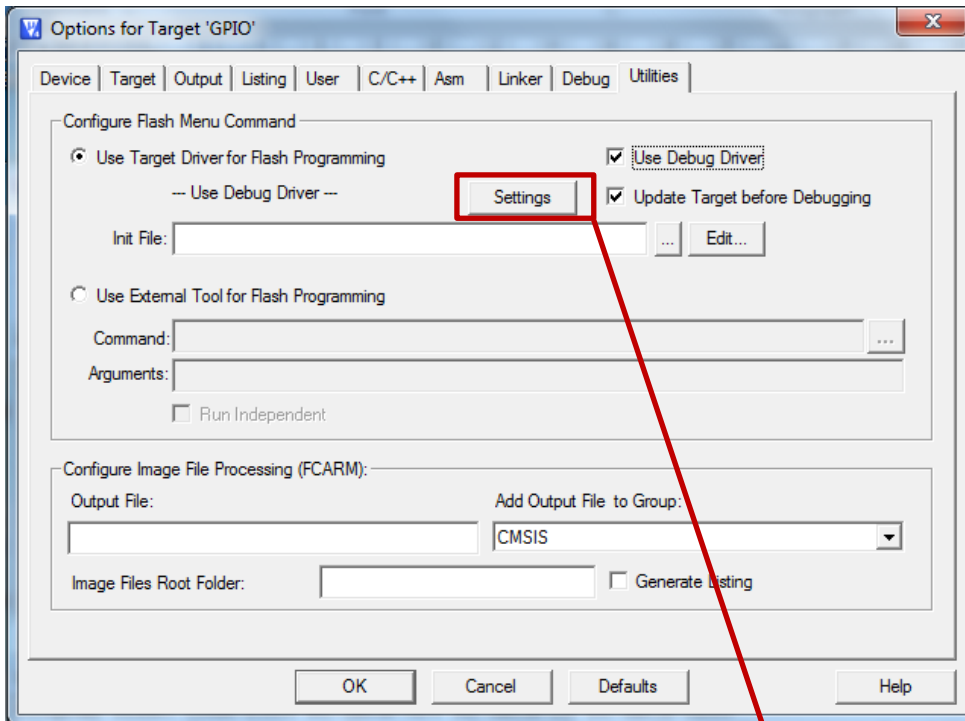 Options for Target 'GPIO'
Device Target Output Listing User C/C++ Asm Linker Debug Utilities
Configure Flash Menu Command
Use Target Driver for Flash Programming Use Debug Driver
--- Use Debug Driver --- Settings Update Target before Debugging
Init File: ... Edit...
Use External Tool for Flash Programming
Command: ...
Arguments:
Run Independent
Configure Image File Processing (FCARM):
Output File: Add Output File to Group:
CMSIS
Image Files Root Folder: Generate Listing
OK Cancel Defaults Help